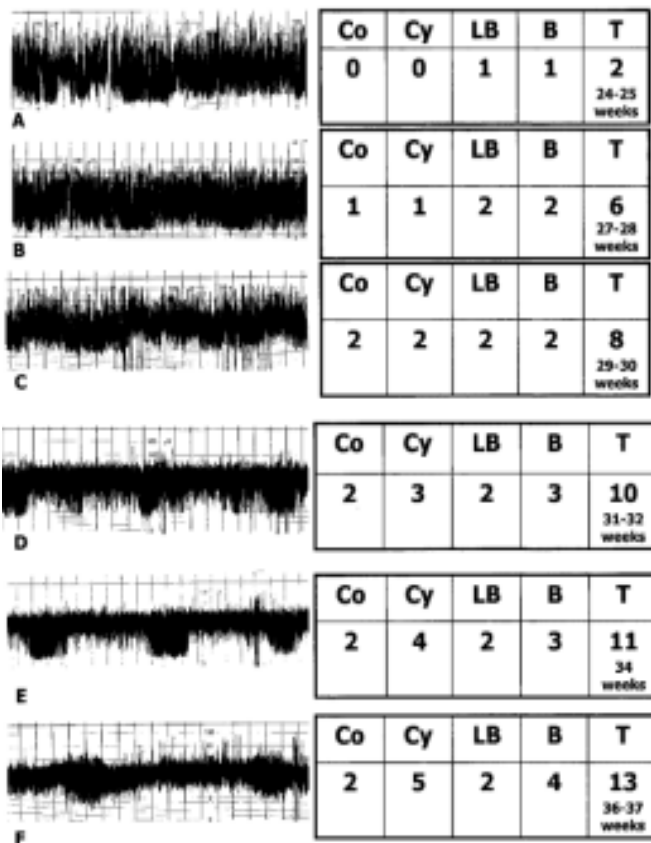 Co Cy LB B T
0 0 1 1 2
24-25
weeks
A
Co Cy LB B T
1 1 2 2 6
27-28
weeks
B
Co Cy LB B T
2 2 2 2 8
29-30
weeks
C
Co Cy LB B T
2 3 2 3 10
31-32
weeks
D
Co Cy LB B T
2 4 2 3 11
34
weeks
E
Co Cy LB B T
2 5 2 4 13
36-37
weeks
F